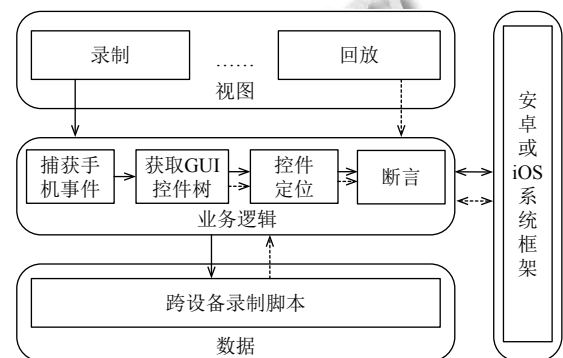 录制
……
回放
视图
捕获手
机事件
获取GUI
控件树
控件
定位
断言
业务逻辑
跨设备录制脚本
数据
安
卓
或
iOS
系
统
框
架